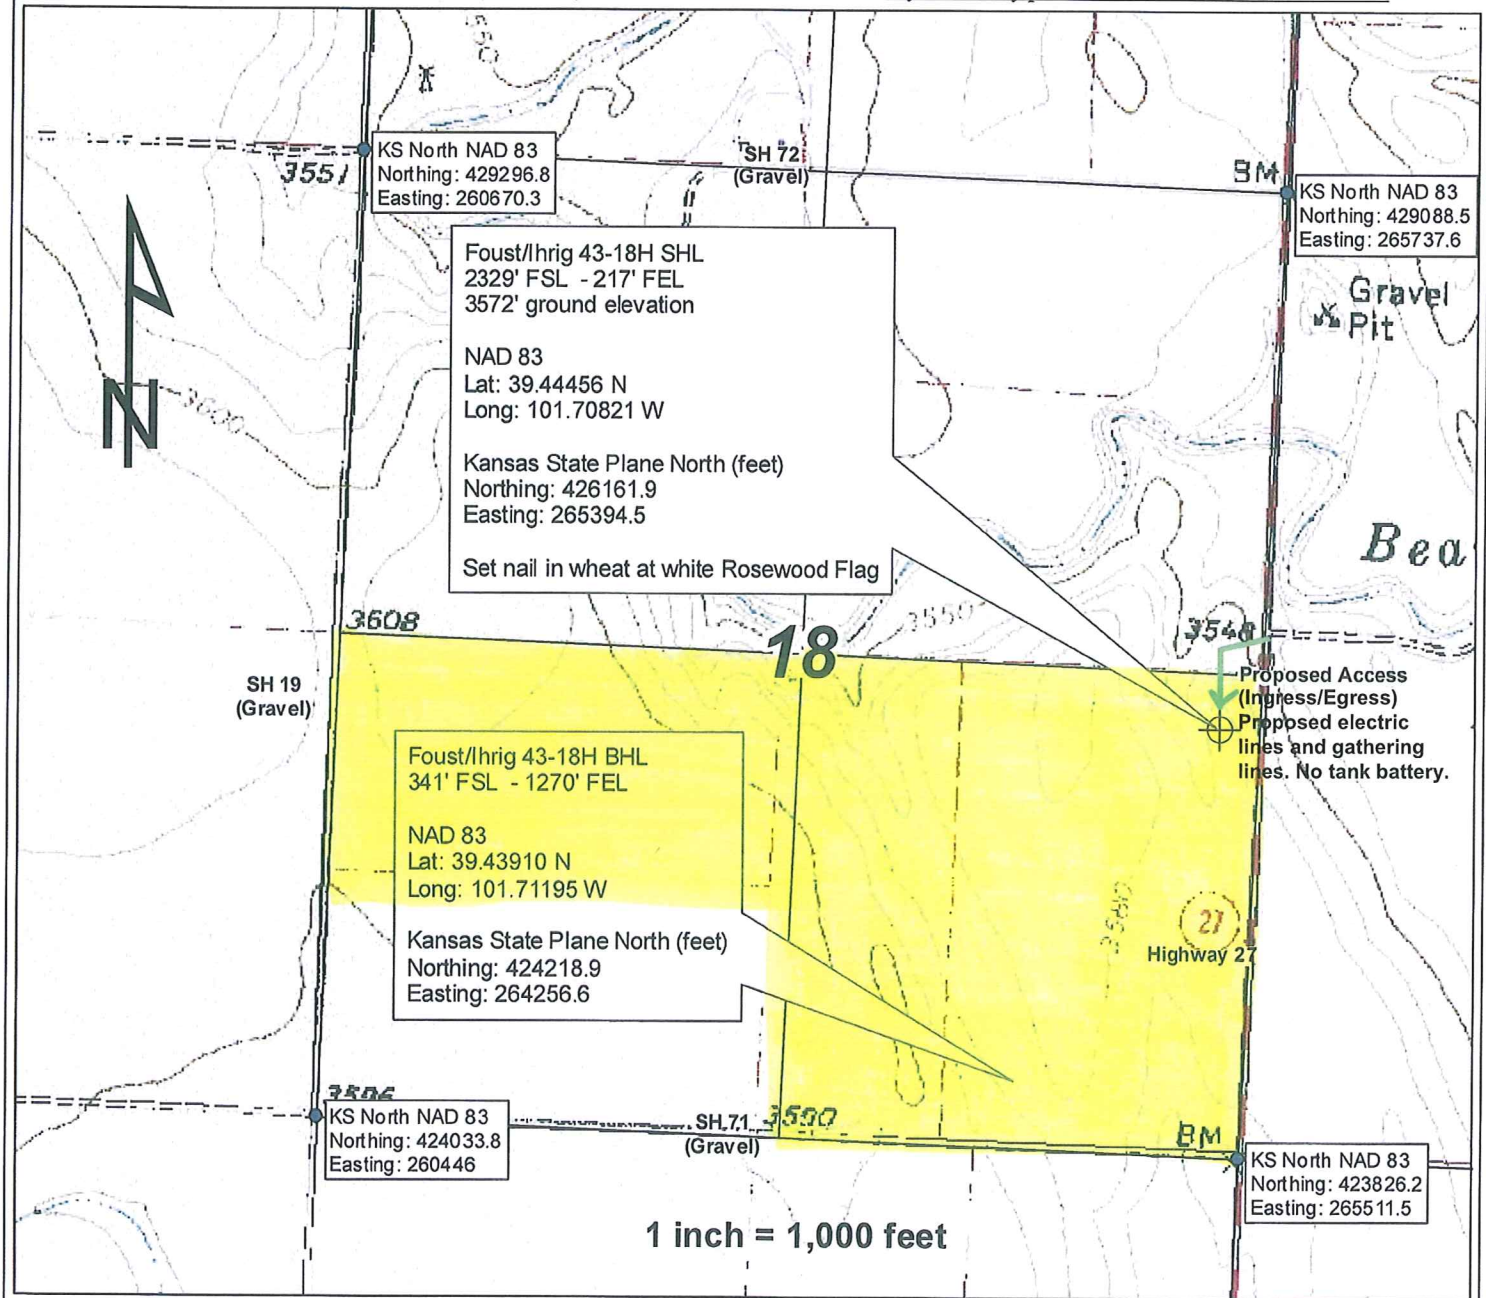 550
KS North NAD 83
Northing: 429296.8
Easting: 260670.3
3551
SH 72
(Gravel)
BM
KS North NAD 83
Northing: 429088.5
Easting: 265737.6
Gravel
Pit
Foust/Ihrig 43-18H SHL
2329' FSL - 217' FEL
3572' ground elevation
NAD 83
Lat: 39.44456 N
Long: 101.70821 W
Kansas State Plane North (feet)
Northing: 426161.9
Easting: 265394.5
Set nail in wheat at white Rosewood Flag
N
3600
Bea
3608
18
3550
3548
SH 19
(Gravel)
Proposed Access
(Ingress/Egress)
Proposed electric
lines and gathering
lines. No tank battery.
Foust/Ihrig 43-18H BHL
341' FSL - 1270' FEL
NAD 83
Lat: 39.43910 N
Long: 101.71195 W
Kansas State Plane North (feet)
Northing: 424218.9
Easting: 264256.6
3580
27
Highway 27
KS North NAD 83
Northing: 424033.8
Easting: 260446
SH 71
(Gravel)
3590
BM
KS North NAD 83
Northing: 423826.2
Easting: 265511.5
1 inch = 1,000 feet